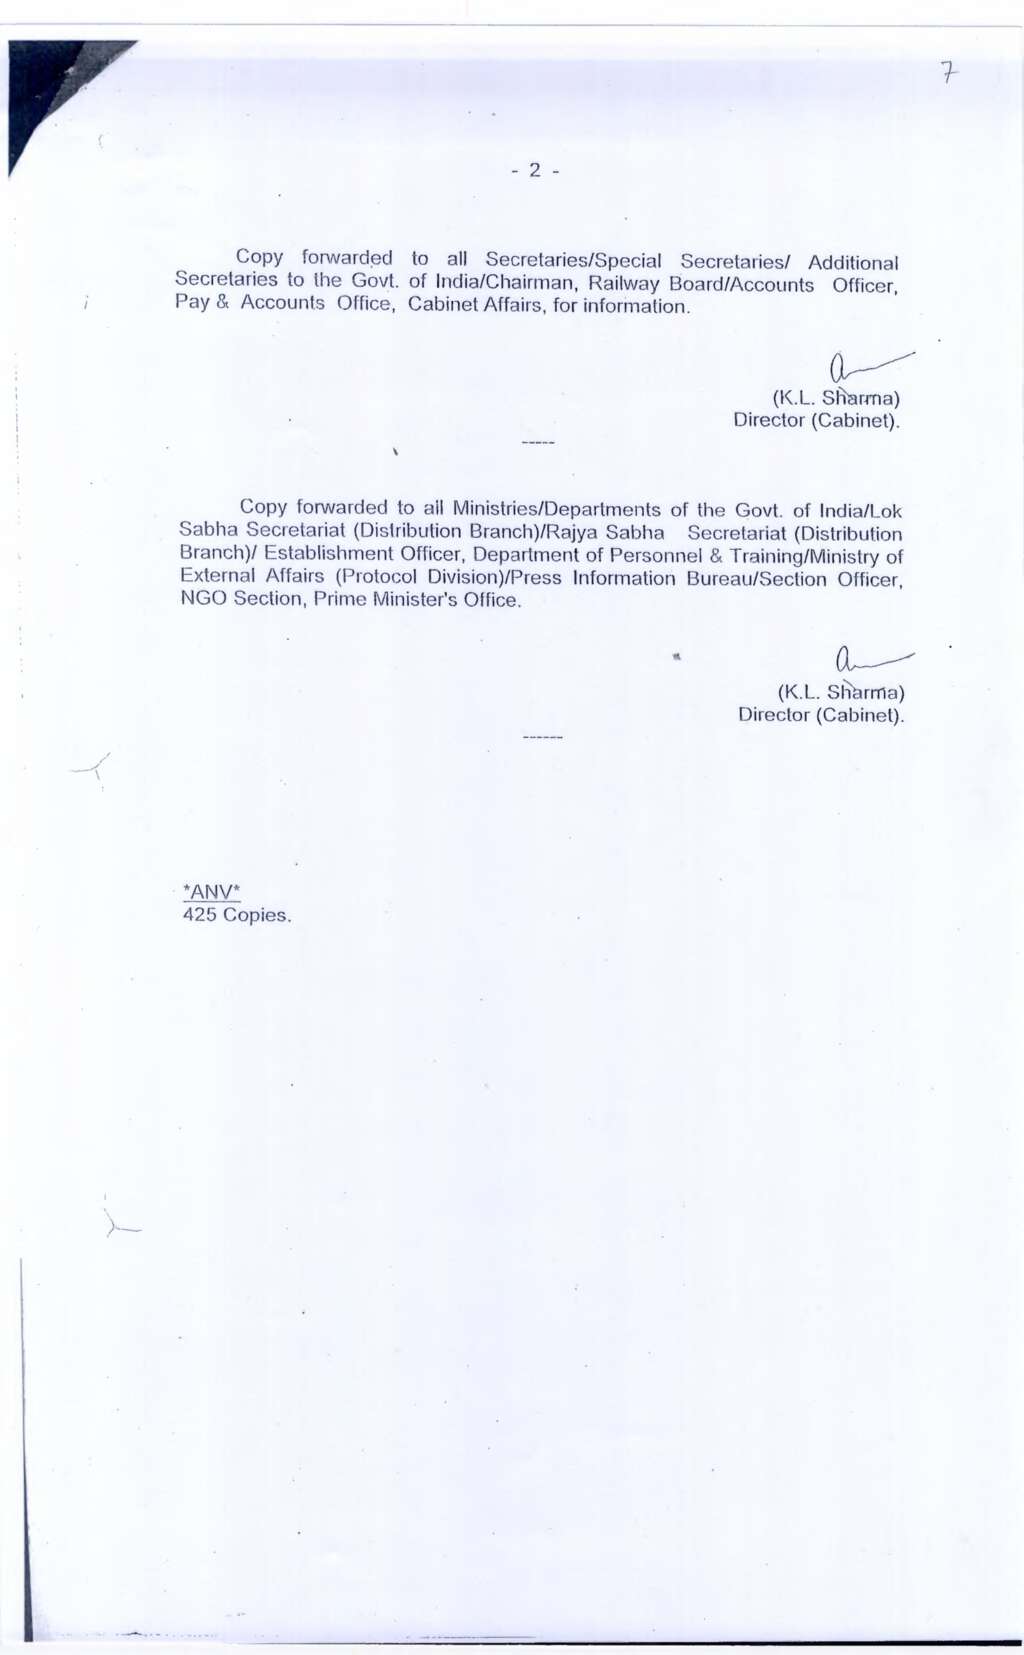 7
- 2 -
Copy forwarded to all Secretaries/Special Secretaries/ Additional
Secretaries to the Govt. of India/Chairman, Railway Board/Accounts Officer,
Pay & Accounts Office, Cabinet Affairs, for information.
(K.L. Sharma)
Director (Cabinet).
-----
Copy forwarded to all Ministries/Departments of the Govt. of India/Lok
Sabha Secretariat (Distribution Branch)/Rajya Sabha Secretariat (Distribution
Branch)/ Establishment Officer, Department of Personnel & Training/Ministry of
External Affairs (Protocol Division)/Press Information Bureau/Section Officer,
NGO Section, Prime Minister's Office.
(K.L. Sharma)
Director (Cabinet).
------
*ANV*
425 Copies.